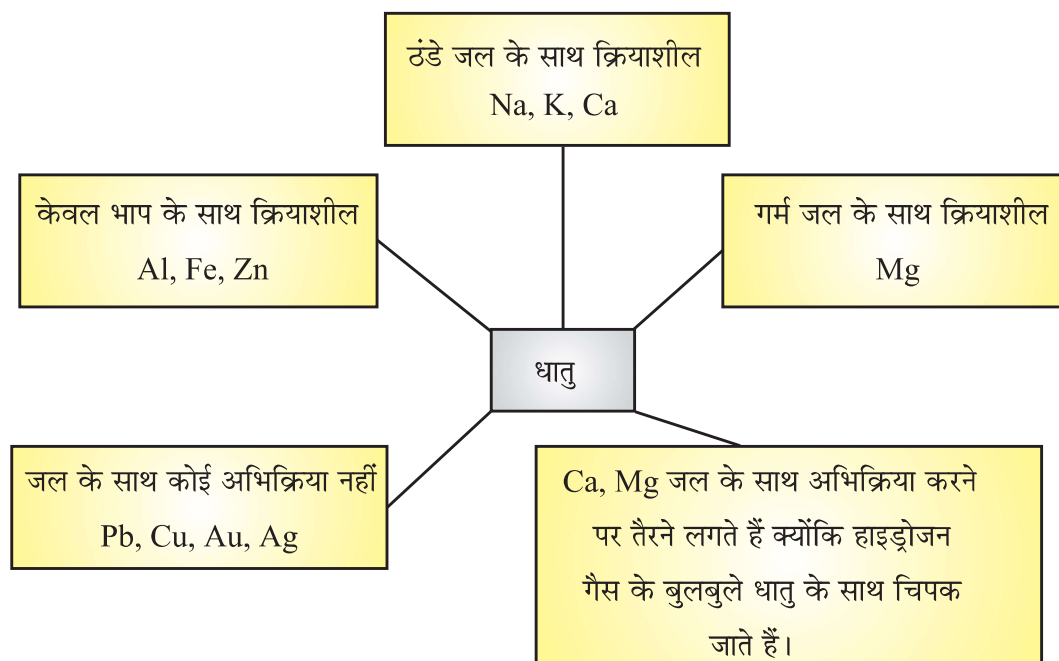 ठंडे जल के साथ क्रियाशील
Na, K, Ca
केवल भाप के साथ क्रियाशील
Al, Fe, Zn
गर्म जल के साथ क्रियाशील
Mg
धातु
जल के साथ कोई अभिक्रिया नहीं
Pb, Cu, Au, Ag
Ca, Mg जल के साथ अभिक्रिया करने
पर तैरने लगते हैं क्योंकि हाइड्रोजन
गैस के बुलबुले धातु के साथ चिपक
जाते हैं।